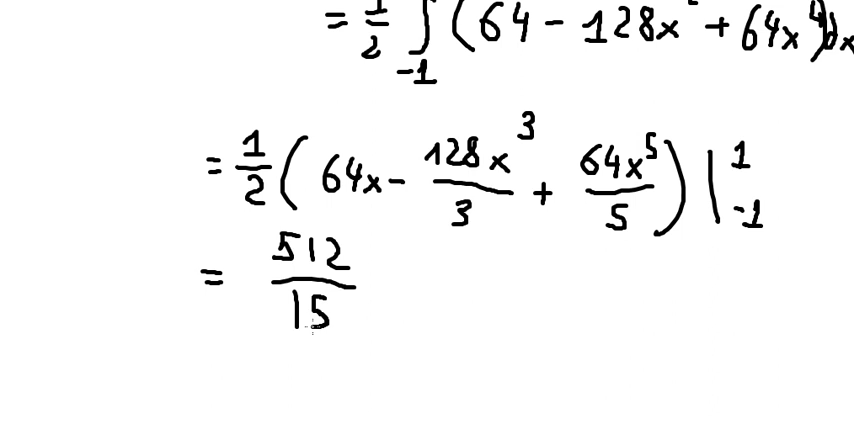 = 1/2 ∫₋₁ (64 - 128x² + 64x⁴)dx
= 1/2 ( 64x - 128x³/3 + 64x⁵/5 ) |¹₋₁
= 512/15